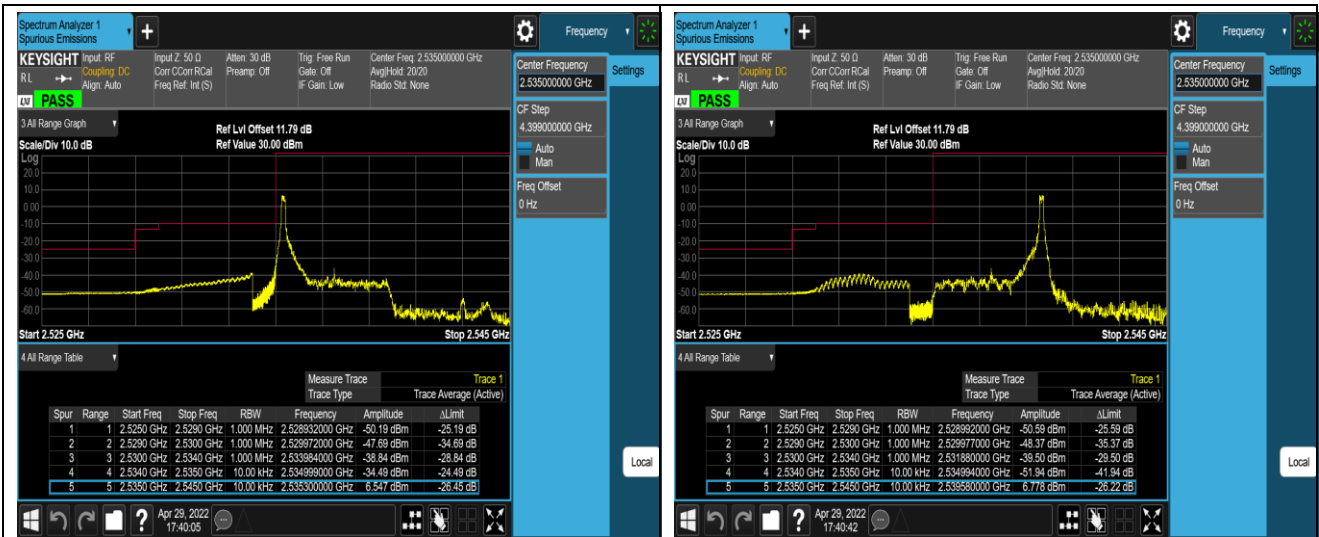 Spectrum Analyzer 1
Spurious Emissions
Frequency
KEYSIGHT Input: RF Input Z: 50 Ω Atten: 30 dB Trig: Free Run Center Freq: 2.535000000 GHz
RL Coupling: DC Corr CCorr RCal Preamp: Off Gate: Off Avg|Hold: 20/20
Align: Auto Freq Ref: Int (S) IF Gain: Low Radio Std: None
PASS
Center Frequency
2.535000000 GHz
Settings
CF Step
4.399000000 GHz
Auto
Man
Freq Offset
0 Hz
3 All Range Graph
Ref Lvl Offset 11.79 dB
Scale/Div 10.0 dB Ref Value 30.00 dBm
Log
20.0
10.0
0.00
-10.0
-20.0
-30.0
-40.0
-50.0
-60.0
Start 2.525 GHz Stop 2.545 GHz
4 All Range Table
Measure Trace Trace 1
Trace Type Trace Average (Active)
Spur Range Start Freq Stop Freq RBW Frequency Amplitude ΔLimit
1 1 2.5250 GHz 2.5290 GHz 1.000 MHz 2.528932000 GHz -50.19 dBm -25.19 dB
2 2 2.5290 GHz 2.5300 GHz 1.000 MHz 2.529972000 GHz -47.69 dBm -34.69 dB
3 3 2.5300 GHz 2.5340 GHz 1.000 MHz 2.533984000 GHz -38.84 dBm -28.84 dB
4 4 2.5340 GHz 2.5350 GHz 10.00 kHz 2.534999000 GHz -34.49 dBm -24.49 dB
5 5 2.5350 GHz 2.5450 GHz 10.00 kHz 2.535300000 GHz 6.547 dBm -26.45 dB
Local
?
Apr 29, 2022
17:40:05
Spectrum Analyzer 1
Spurious Emissions
Frequency
KEYSIGHT Input: RF Input Z: 50 Ω Atten: 30 dB Trig: Free Run Center Freq: 2.535000000 GHz
RL Coupling: DC Corr CCorr RCal Preamp: Off Gate: Off Avg|Hold: 20/20
Align: Auto Freq Ref: Int (S) IF Gain: Low Radio Std: None
PASS
Center Frequency
2.535000000 GHz
Settings
CF Step
4.399000000 GHz
Auto
Man
Freq Offset
0 Hz
3 All Range Graph
Ref Lvl Offset 11.79 dB
Scale/Div 10.0 dB Ref Value 30.00 dBm
Log
20.0
10.0
0.00
-10.0
-20.0
-30.0
-40.0
-50.0
-60.0
Start 2.525 GHz Stop 2.545 GHz
4 All Range Table
Measure Trace Trace 1
Trace Type Trace Average (Active)
Spur Range Start Freq Stop Freq RBW Frequency Amplitude ΔLimit
1 1 2.5250 GHz 2.5290 GHz 1.000 MHz 2.528992000 GHz -50.59 dBm -25.59 dB
2 2 2.5290 GHz 2.5300 GHz 1.000 MHz 2.529977000 GHz -48.37 dBm -35.37 dB
3 3 2.5300 GHz 2.5340 GHz 1.000 MHz 2.531880000 GHz -39.50 dBm -29.50 dB
4 4 2.5340 GHz 2.5350 GHz 10.00 kHz 2.534994000 GHz -51.94 dBm -41.94 dB
5 5 2.5350 GHz 2.5450 GHz 10.00 kHz 2.539580000 GHz 6.778 dBm -26.22 dB
Local
?
Apr 29, 2022
17:40:42